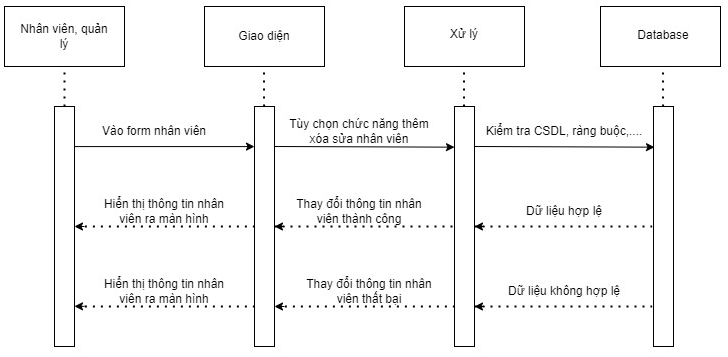 Nhân viên, quản
lý
Giao diện
Xử lý
Database
Vào form nhân viên
Tùy chọn chức năng thêm
xóa sửa nhân viên
Kiểm tra CSDL, ràng buộc,....
Hiển thị thông tin nhân
viên ra màn hình
Thay đổi thông tin nhân
viên thành công
Dữ liệu hợp lệ
Hiển thị thông tin nhân
viên ra màn hình
Thay đổi thông tin nhân
viên thất bại
Dữ liệu không hợp lệ